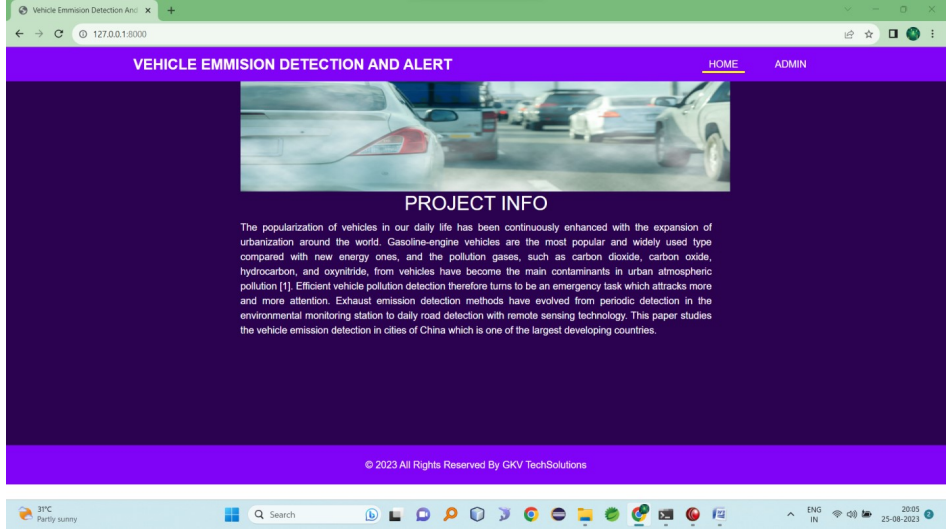 Vehicle Emmision Detection And
127.0.0.1:8000
VEHICLE EMMISION DETECTION AND ALERT
HOME
ADMIN
PROJECT INFO
The popularization of vehicles in our daily life has been continuously enhanced with the expansion of
urbanization around the world. Gasoline-engine vehicles are the most popular and widely used type
compared with new energy ones, and the pollution gases, such as carbon dioxide, carbon oxide,
hydrocarbon, and oxynitride, from vehicles have become the main contaminants in urban atmospheric
pollution [1]. Efficient vehicle pollution detection therefore turns to be an emergency task which attracks more
and more attention. Exhaust emission detection methods have evolved from periodic detection in the
environmental monitoring station to daily road detection with remote sensing technology. This paper studies
the vehicle emission detection in cities of China which is one of the largest developing countries.
© 2023 All Rights Reserved By GKV TechSolutions
31°C
Partly sunny
Search
ENG
IN
20:05
25-08-2023
2